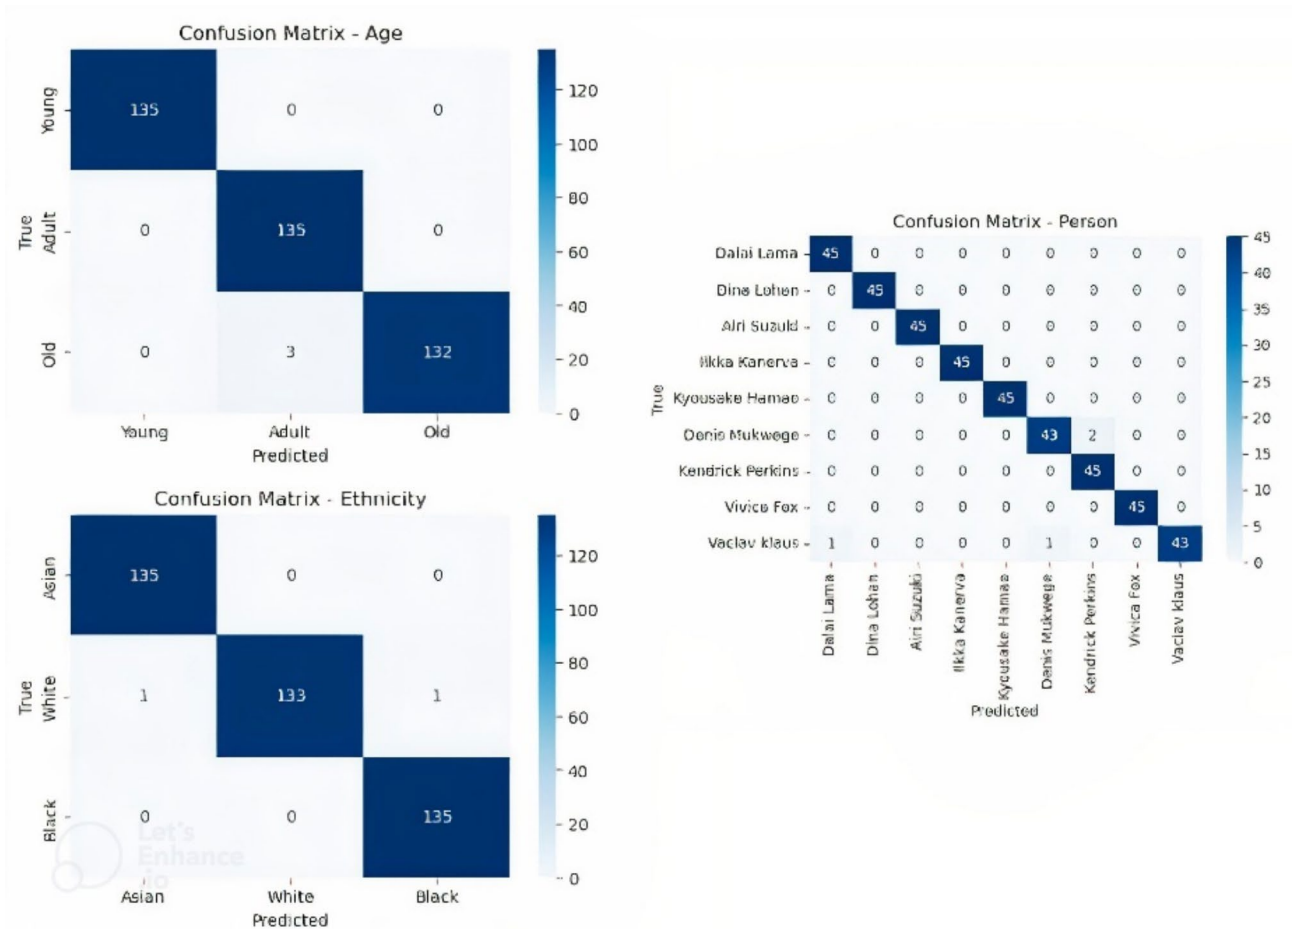 Confusion Matrix - Age
Young 135 0 0 120
100
True
Adult 0 135 0 80
60
40
Old 0 3 132 20
0
Young Adult Old
Predicted
Confusion Matrix - Ethnicity
Asian 135 0 0 120
100
True
White 1 133 1 80
60
40
Black 0 0 135 20
0
Let's
Enhance
.io
Asian White Black
Predicted
Confusion Matrix - Person
Dalai Lama 45 0 0 0 0 0 0 0 0 45
40
Dina Lohan 0 45 0 0 0 0 0 0 0
35
Airi Suzuki 0 0 45 0 0 0 0 0 0
30
Ilkka Kanerva 0 0 0 45 0 0 0 0 0
25
True
Kyousake Hamao 0 0 0 0 45 0 0 0 0
20
Denis Mukwege 0 0 0 0 0 43 2 0 0
15
Kendrick Perkins 0 0 0 0 0 0 45 0 0
10
Vivica Fox 0 0 0 0 0 0 0 45 0
5
Vaclav klaus 1 0 0 0 0 1 0 0 43
0
Dalai Lama
Dina Lohan
Airi Suzuki
Ilkka Kanerva
Kyousake Hamao
Denis Mukwege
Kendrick Perkins
Vivica Fox
Vaclav klaus
Predicted